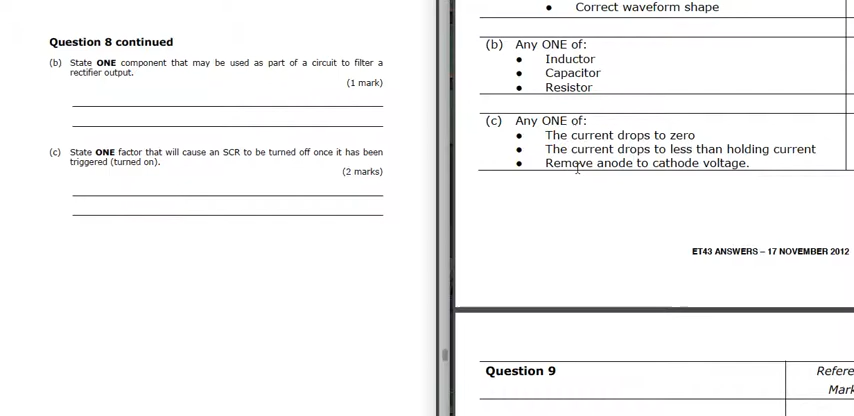 Question 8 continued
(b) State ONE component that may be used as part of a circuit to filter a
rectifier output.
(1 mark)
(c) State ONE factor that will cause an SCR to be turned off once it has been
triggered (turned on).
(2 marks)
• Correct waveform shape
(b) Any ONE of:
• Inductor
• Capacitor
• Resistor
(c) Any ONE of:
• The current drops to zero
• The current drops to less than holding current
• Remove anode to cathode voltage.
ET43 ANSWERS – 17 NOVEMBER 2012
Question 9
Refere
Mark